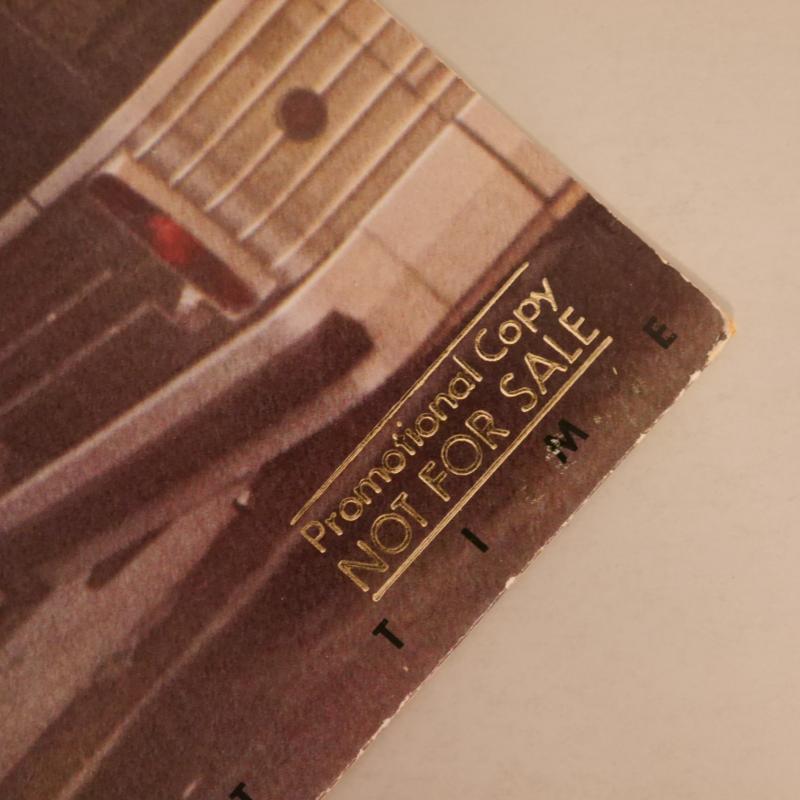 Promotional Copy
NOT FOR SALE
T I M E